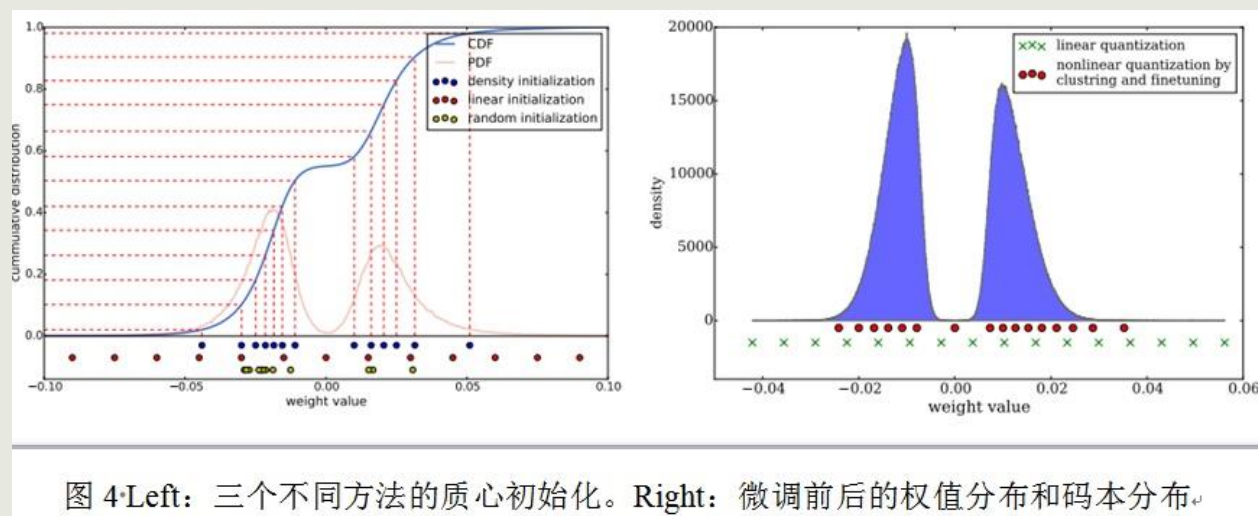 1.0
0.8
0.6
0.4
0.2
0.0
cummulative distribution
CDF
PDF
density initialization
linear initialization
random initialization
−0.10
−0.05
0.00
0.05
0.10
weight value
20000
15000
10000
5000
0
density
linear quantization
nonlinear quantization by
clustring and finetuning
−0.04
−0.02
0.00
0.02
0.04
0.06
weight value
图 4·Left：三个不同方法的质心初始化。Right：微调前后的权值分布和码本分布